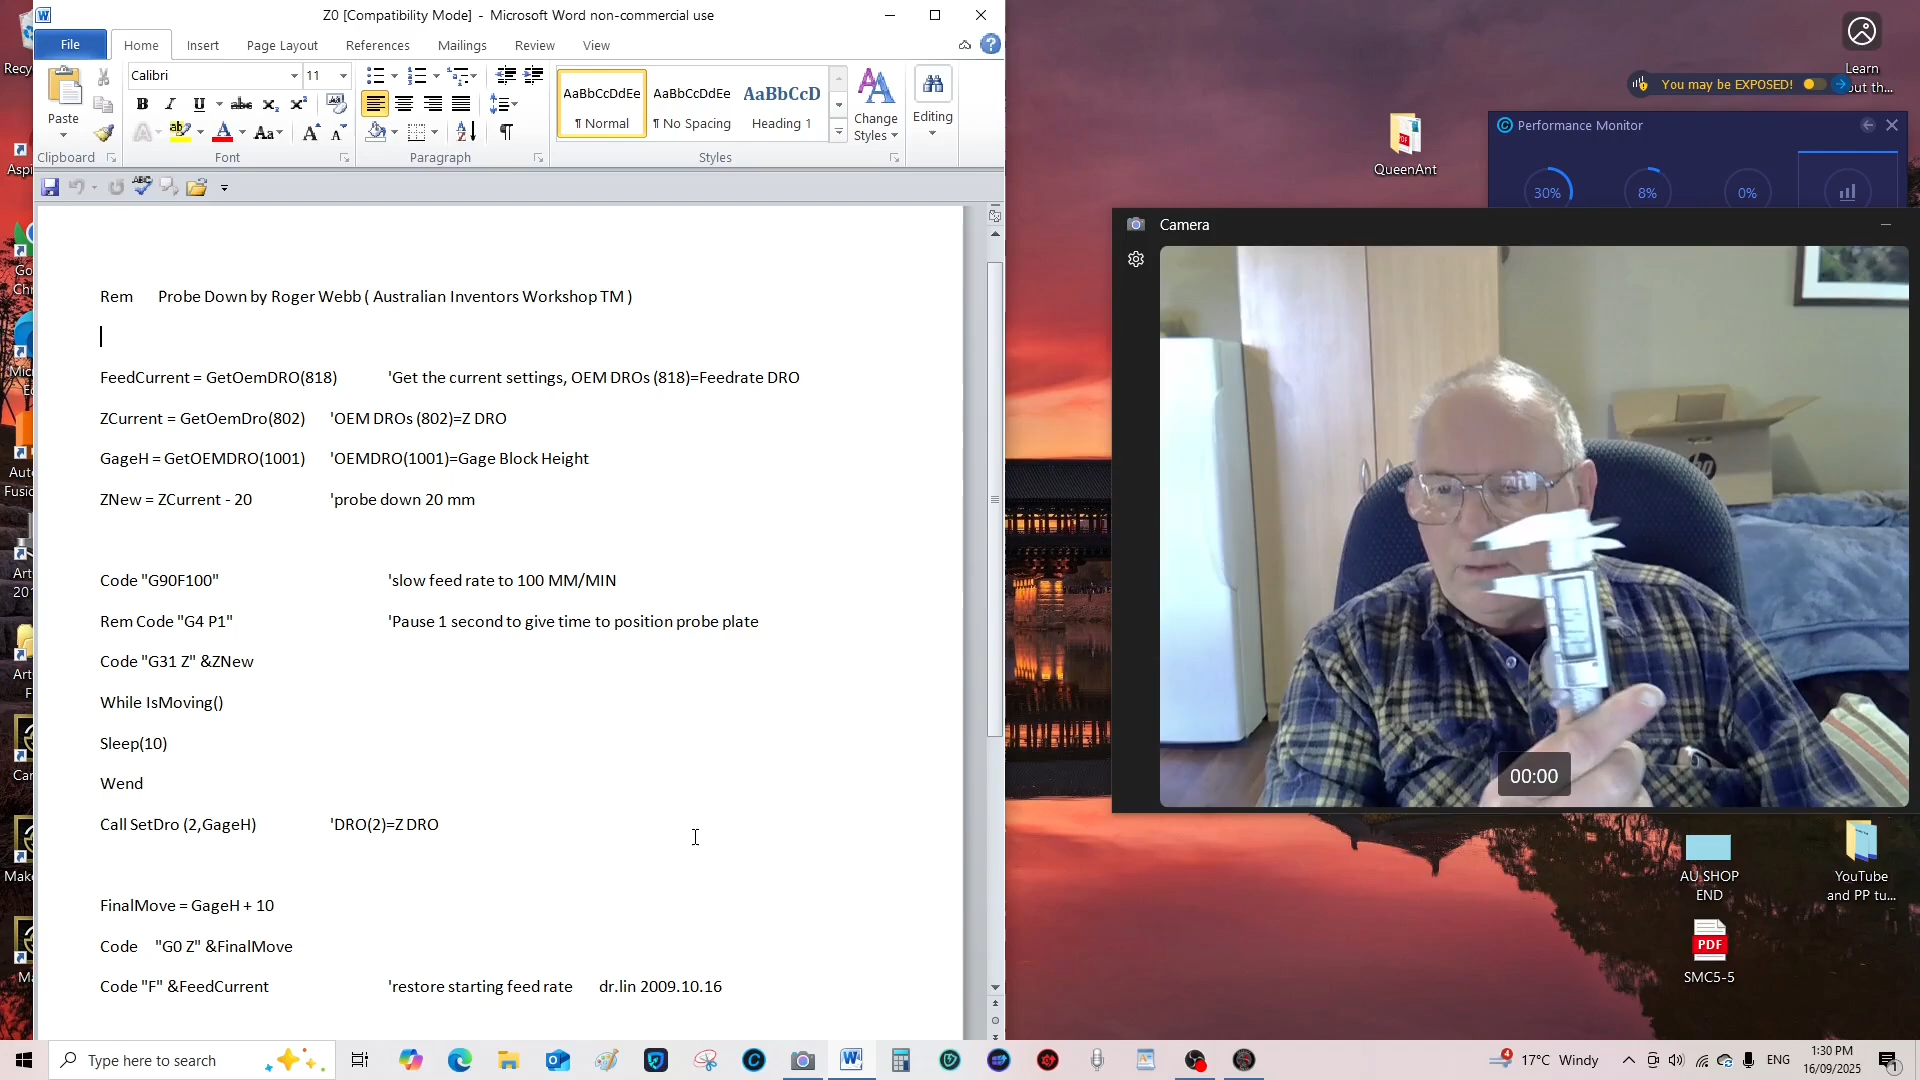 Z0 [Compatibility Mode] - Microsoft Word non-commercial use
File Home Insert Page Layout References Mailings Review View
Calibri 11
Paste
AaBbCcDdEe AaBbCcDdEe AaBbCcD
¶ Normal ¶ No Spacing Heading 1
Change Styles
Editing
Clipboard Font Paragraph Styles
Rem Probe Down by Roger Webb ( Australian Inventors Workshop TM )
FeedCurrent = GetOemDRO(818) 'Get the current settings, OEM DROs (818)=Feedrate DRO
ZCurrent = GetOemDro(802) 'OEM DROs (802)=Z DRO
GageH = GetOEMDRO(1001) 'OEMDRO(1001)=Gage Block Height
ZNew = ZCurrent - 20 'probe down 20 mm
Code "G90F100" 'slow feed rate to 100 MM/MIN
Rem Code "G4 P1" 'Pause 1 second to give time to position probe plate
Code "G31 Z" &ZNew
While IsMoving()
Sleep(10)
Wend
Call SetDro (2,GageH) 'DRO(2)=Z DRO
FinalMove = GageH + 10
Code "G0 Z" &FinalMove
Code "F" &FeedCurrent 'restore starting feed rate dr.lin 2009.10.16
Learn
out th...
You may be EXPOSED!
QueenAnt
Performance Monitor
30% 8% 0%
Camera
hp
00:00
AU SHOP
END
YouTube
and PP tu...
PDF
SMC5-5
Type here to search
4 17°C Windy
ENG
1:30 PM
16/09/2025
1